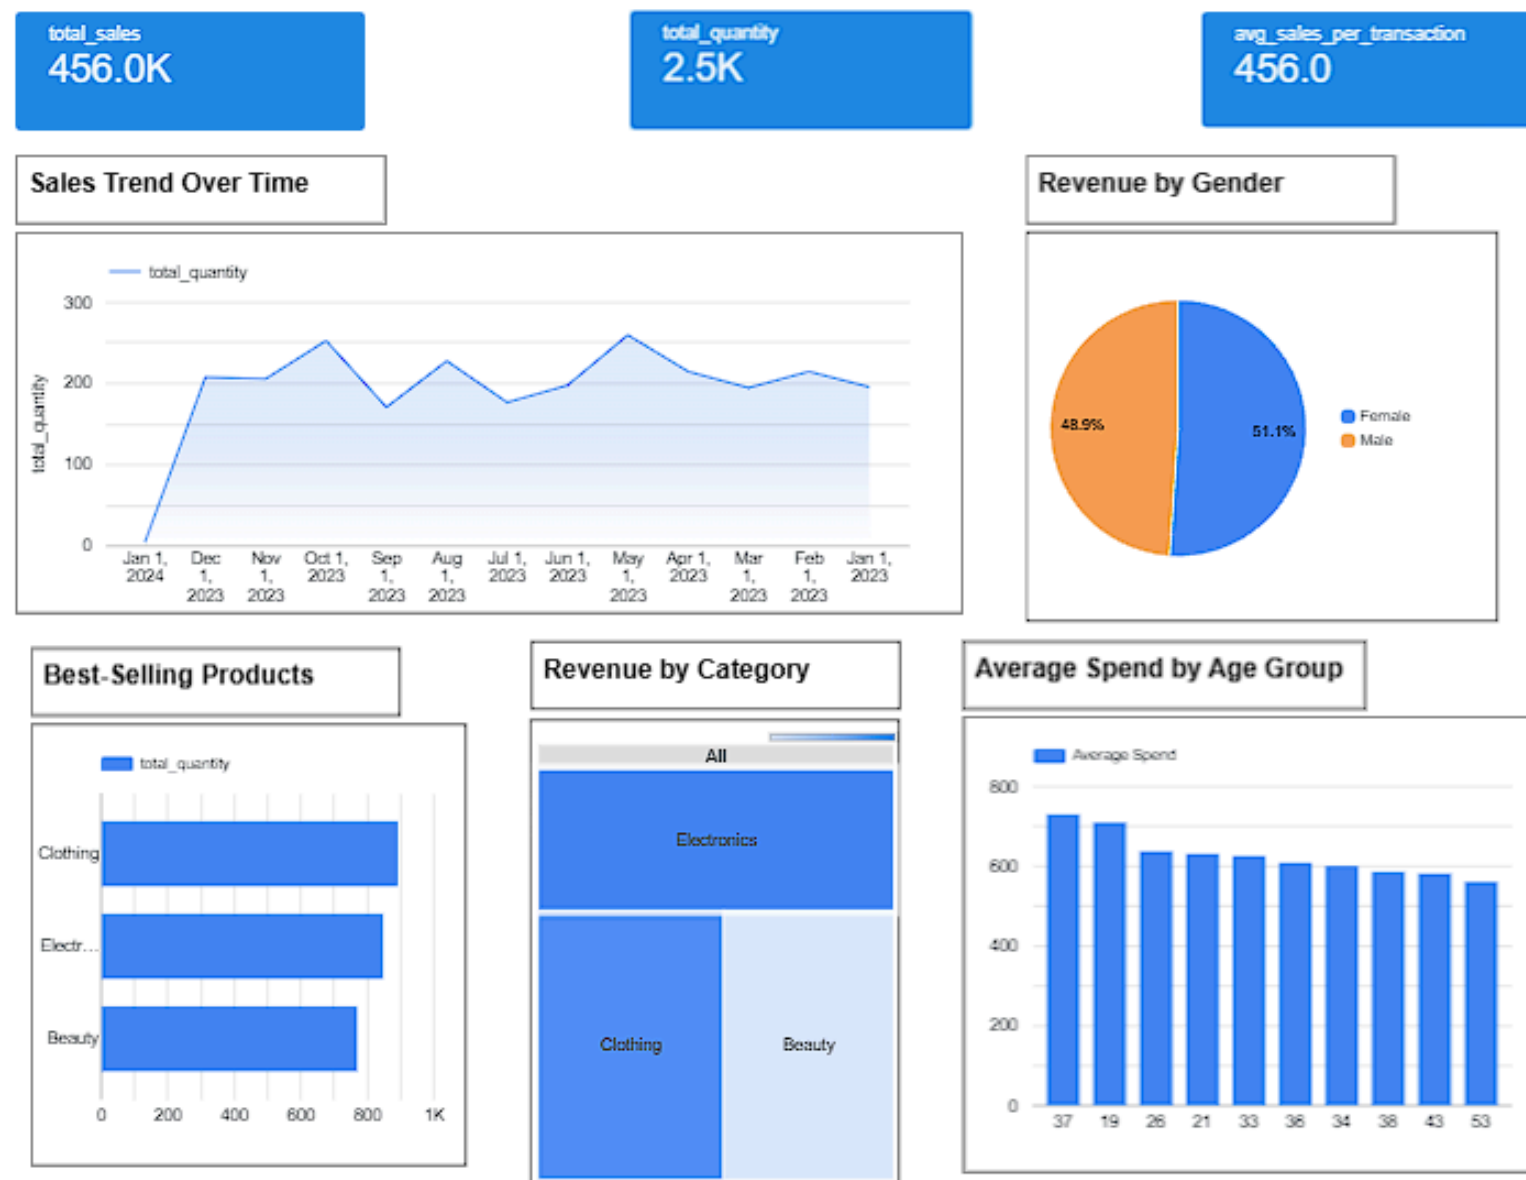 total_sales
456.0K
total_quantity
2.5K
avg_sales_per_transaction
456.0
Sales Trend Over Time
total_quantity
300
200
100
0
total_quantity
Jan 1, 2024
Dec 1, 2023
Nov 1, 2023
Oct 1, 2023
Sep 1, 2023
Aug 1, 2023
Jul 1, 2023
Jun 1, 2023
May 1, 2023
Apr 1, 2023
Mar 1, 2023
Feb 1, 2023
Jan 1, 2023
Revenue by Gender
48.9%
51.1%
Female
Male
Best-Selling Products
total_quantity
Clothing
Electr...
Beauty
0 200 400 600 800 1K
Revenue by Category
All
Electronics
Clothing
Beauty
Average Spend by Age Group
Average Spend
800
600
400
200
0
37 19 26 21 33 36 34 38 43 53